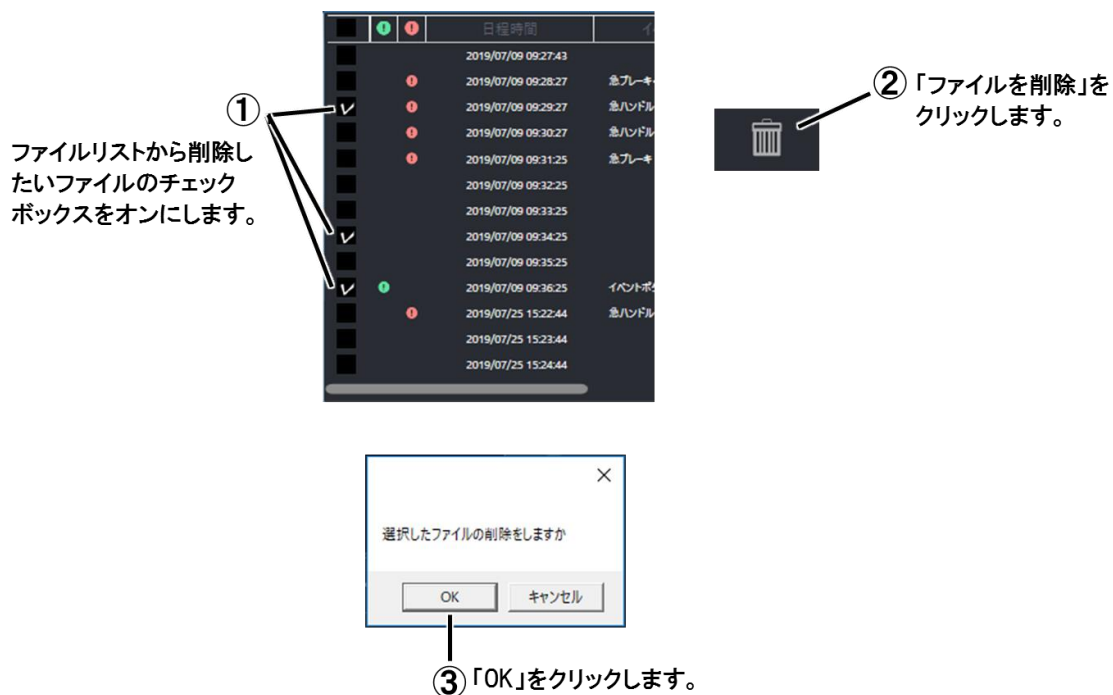 日程時間
2019/07/09 09:27:43
2019/07/09 09:28:27 急ブレーキ
2019/07/09 09:29:27 急ハンドル
2019/07/09 09:30:27 急ハンドル
2019/07/09 09:31:25 急ブレーキ
2019/07/09 09:32:25
2019/07/09 09:33:25
2019/07/09 09:34:25
2019/07/09 09:35:25
2019/07/09 09:36:25 イベントボ
2019/07/25 15:22:44 急ハンドル
2019/07/25 15:23:44
2019/07/25 15:24:44
①
ファイルリストから削除し
たいファイルのチェック
ボックスをオンにします。
②「ファイルを削除」を
クリックします。
選択したファイルの削除をしますか
OK キャンセル
③「OK」をクリックします。